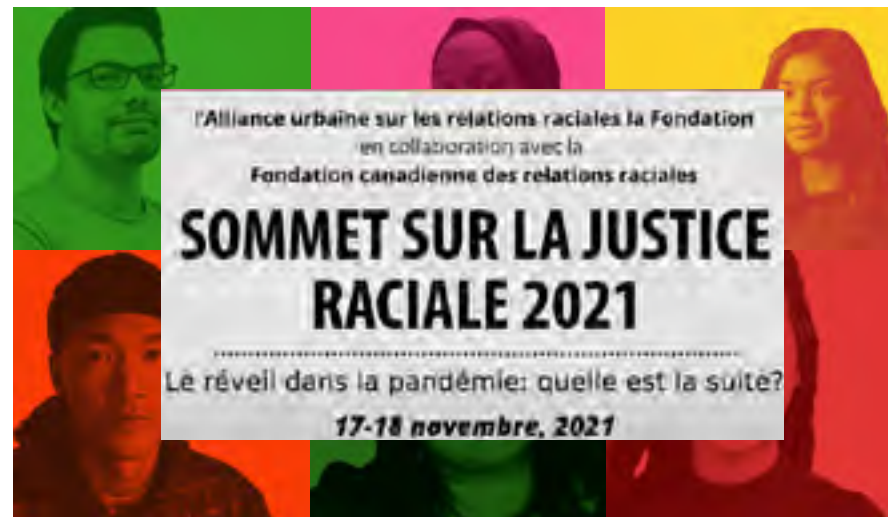 l'Alliance urbaine sur les relations raciales la Fondation
en collaboration avec la
Fondation canadienne des relations raciales
SOMMET SUR LA JUSTICE
RACIALE 2021
Le réveil dans la pandémie: quelle est la suite?
17-18 novembre, 2021